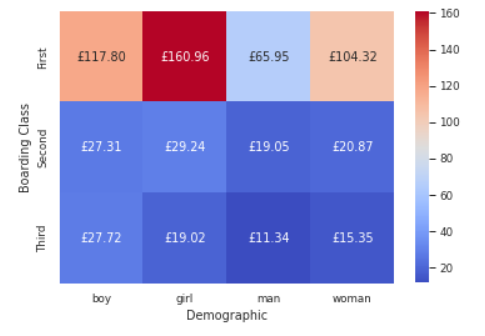 First £117.80 £160.96 £65.95 £104.32
Second £27.31 £29.24 £19.05 £20.87
Third £27.72 £19.02 £11.34 £15.35
boy girl man woman
Demographic
Boarding Class
160
140
120
100
80
60
40
20